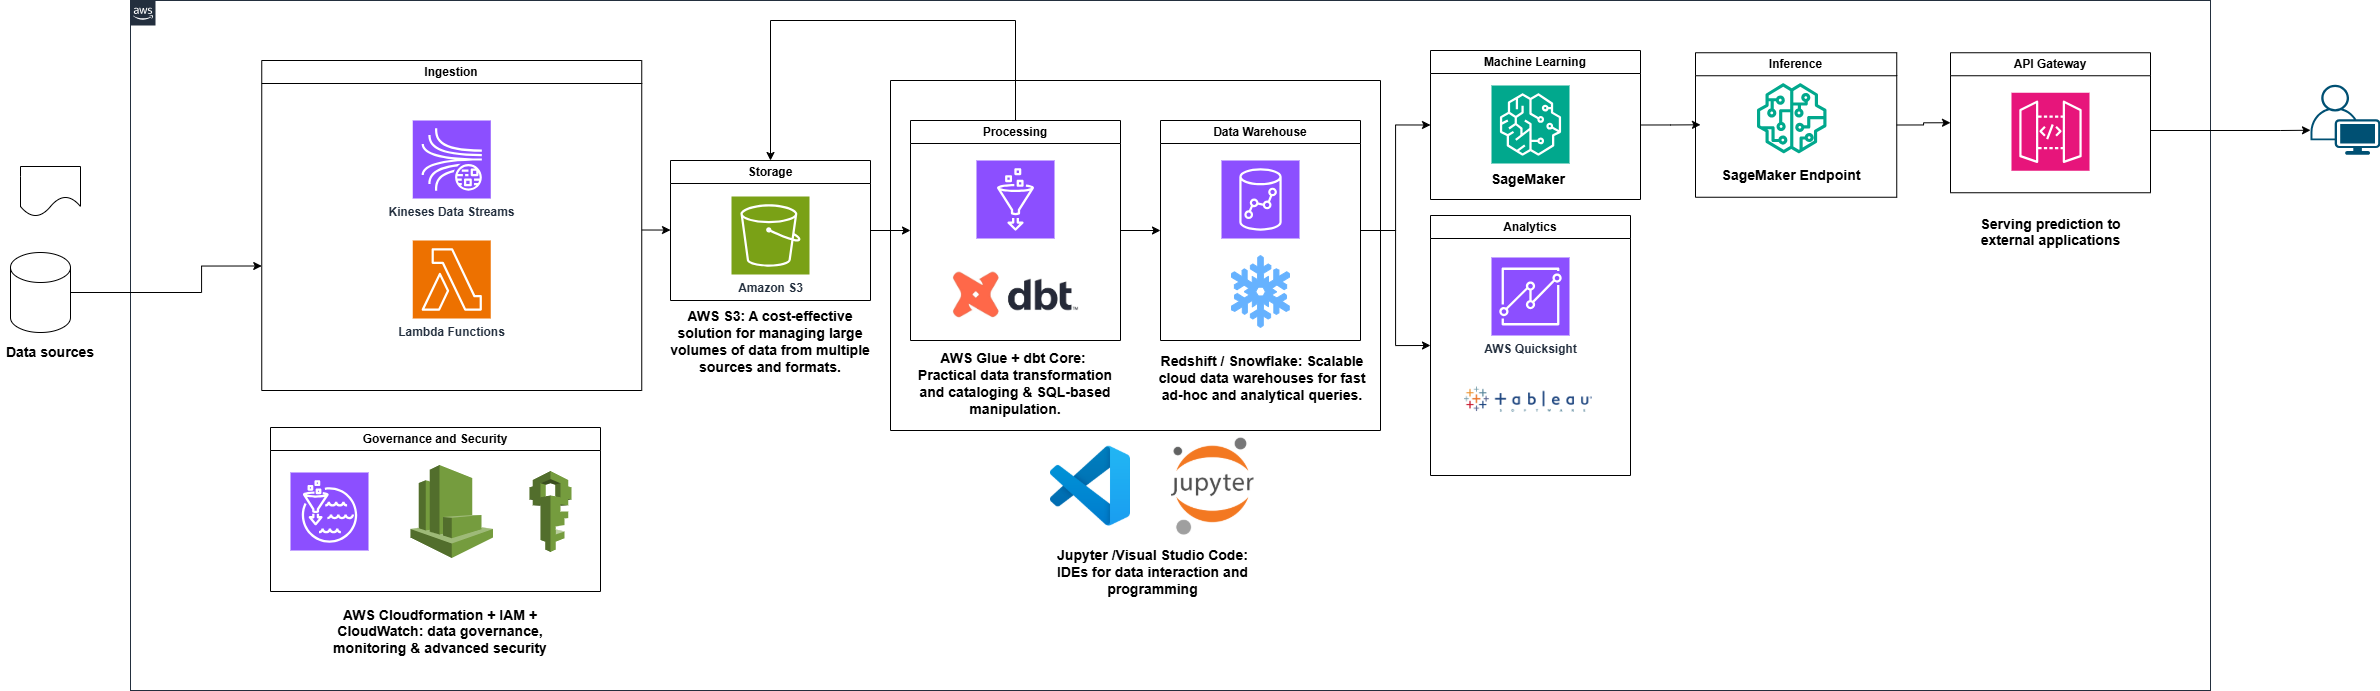 aws
Ingestion
Kineses Data Streams
Lambda Functions
Data sources
Storage
Amazon S3
AWS S3: A cost-effective
solution for managing large
volumes of data from multiple
sources and formats.
Processing
dbt
AWS Glue + dbt Core:
Practical data transformation
and cataloging & SQL-based
manipulation.
Data Warehouse
Redshift / Snowflake: Scalable
cloud data warehouses for fast
ad-hoc and analytical queries.
Machine Learning
SageMaker
Inference
SageMaker Endpoint
API Gateway
</>
Serving prediction to
external applications
Analytics
AWS Quicksight
+ableau
SOFTWARE
Governance and Security
AWS Cloudformation + IAM +
CloudWatch: data governance,
monitoring & advanced security
jupyter
Jupyter /Visual Studio Code:
IDEs for data interaction and
programming